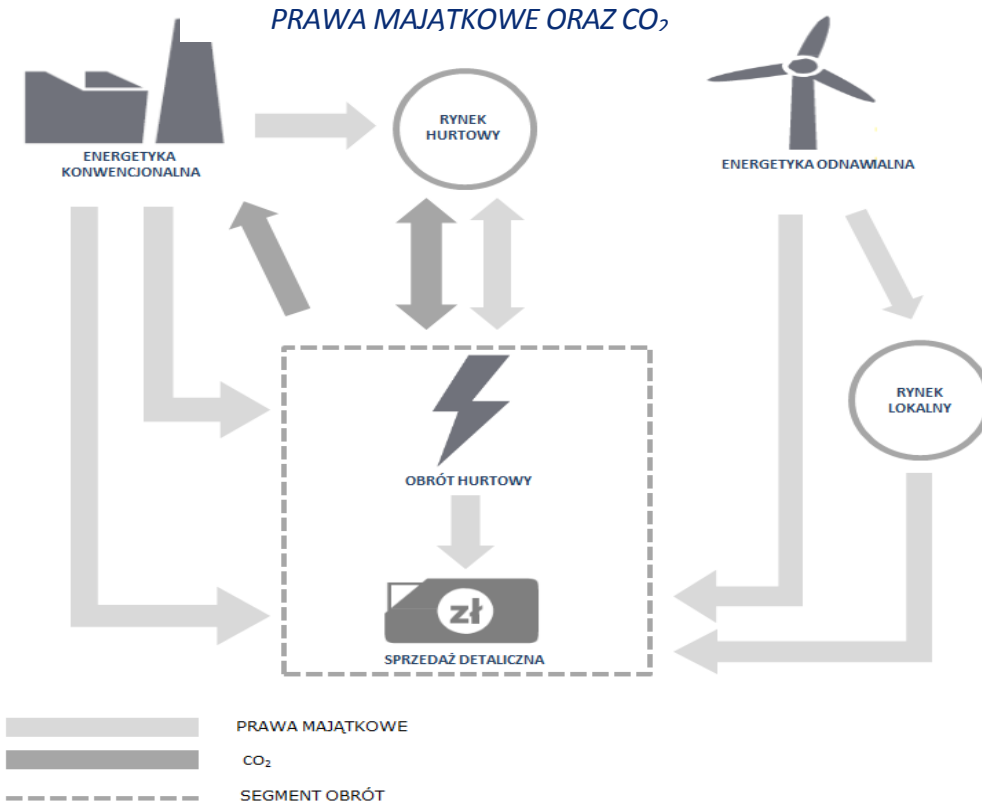 PRAWA MAJĄTKOWE ORAZ CO₂
RYNEK
HURTOWY
ENERGETYKA
KONWENCJONALNA
ENERGETYKA ODNAWIALNA
RYNEK
LOKALNY
OBRÓT HURTOWY
zł
SPRZEDAŻ DETALICZNA
PRAWA MAJĄTKOWE
CO₂
SEGMENT OBRÓT